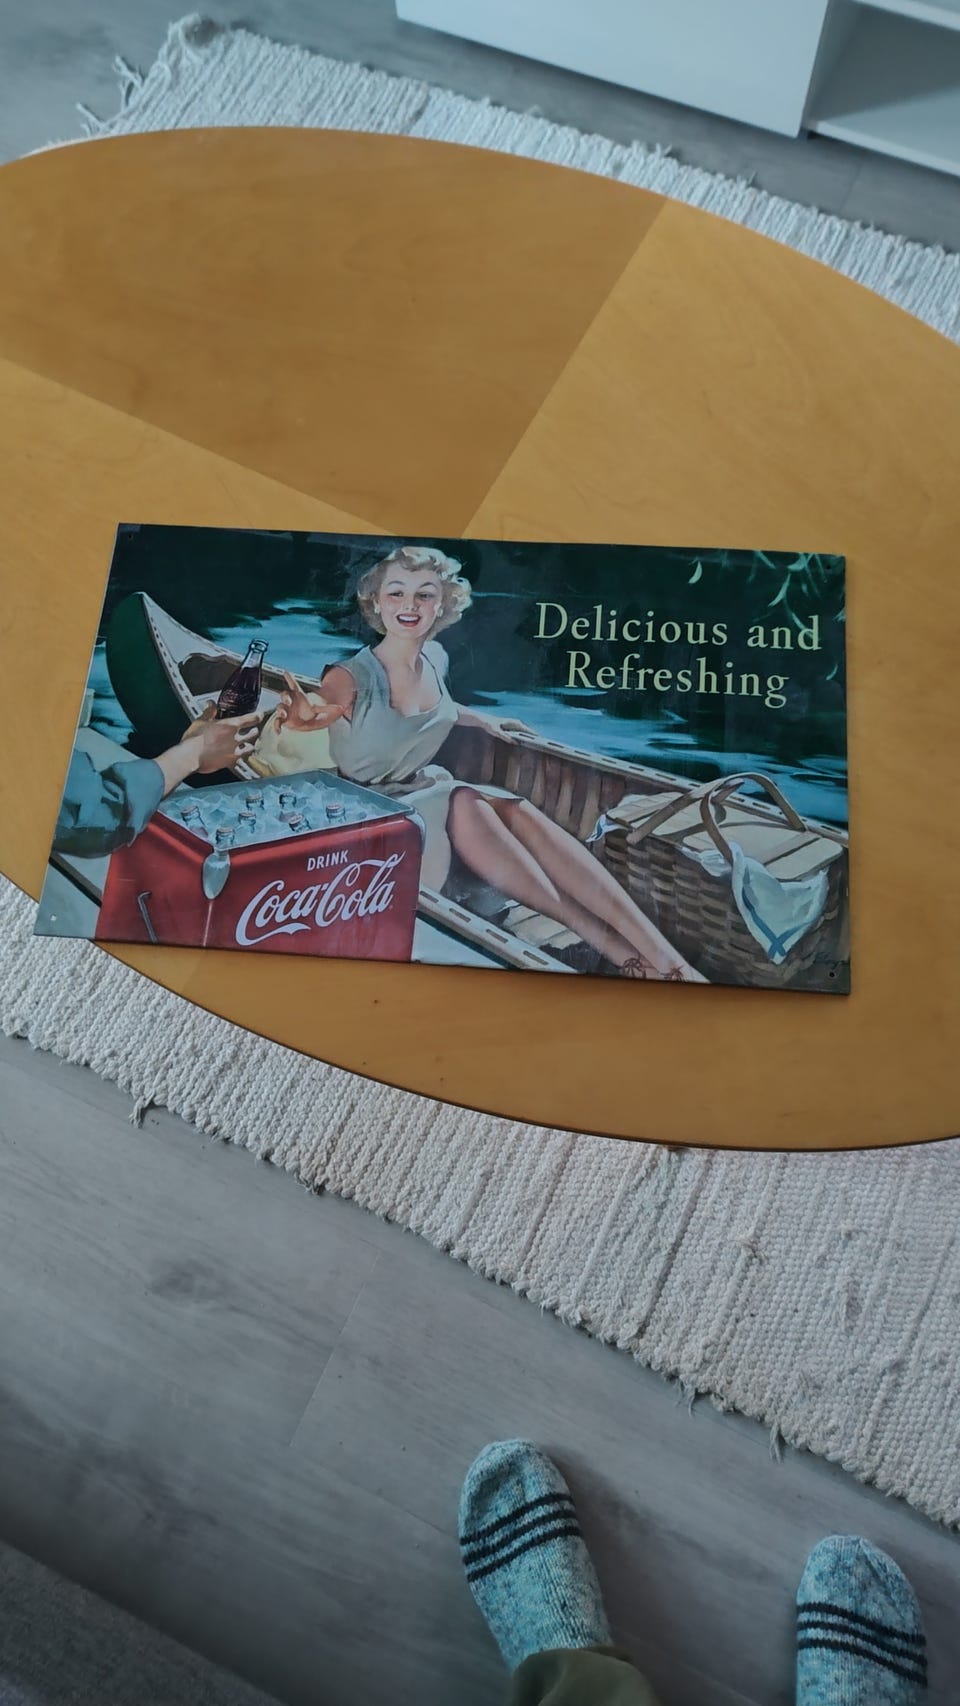 Delicious and
Refreshing
DRINK
Coca-Cola